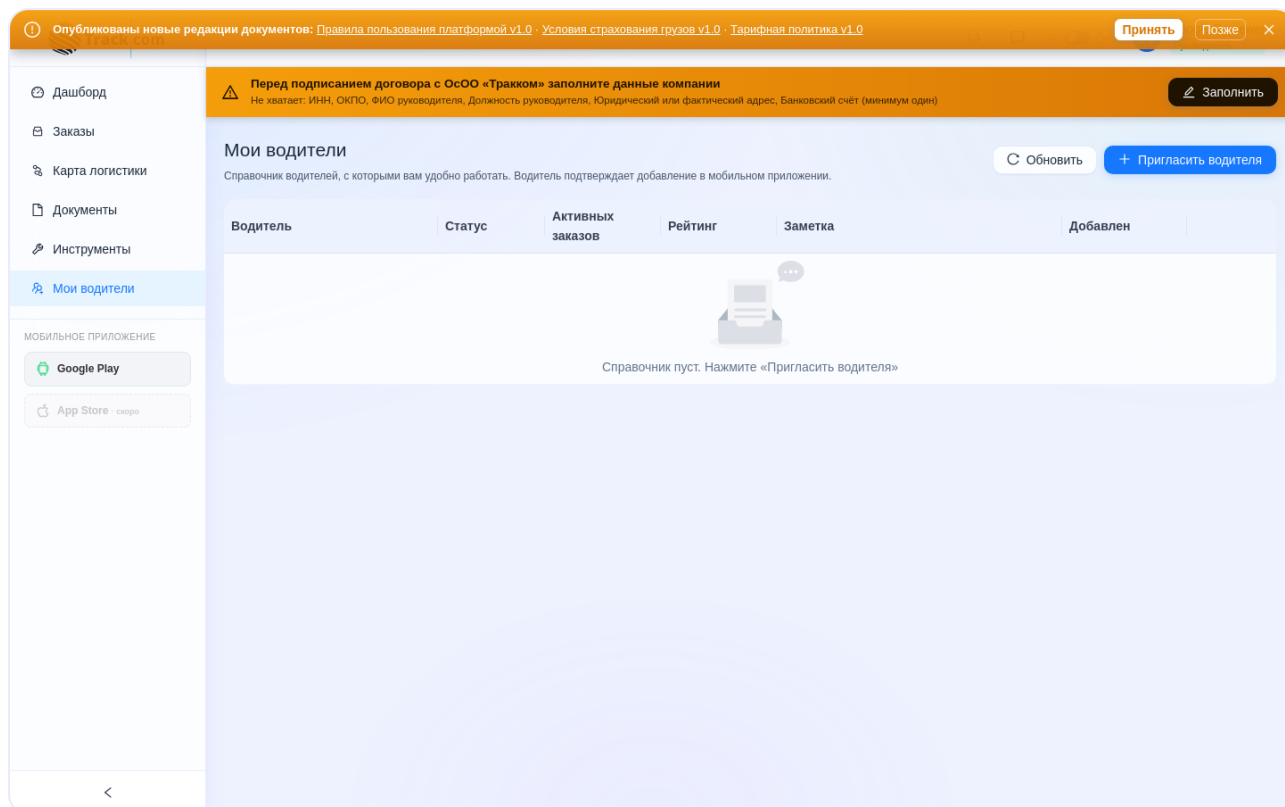 Опубликованы новые редакции документов: Правила пользования платформой v1.0 · Условия страхования грузов v1.0 · Тарифная политика v1.0
Принять
Позже
Track com
Перед подписанием договора с ОсОО «Тракком» заполните данные компании
Не хватает: ИНН, ОКПО, ФИО руководителя, Должность руководителя, Юридический или фактический адрес, Банковский счёт (минимум один)
Заполнить
Дашборд
Заказы
Карта логистики
Документы
Инструменты
Мои водители
МОБИЛЬНОЕ ПРИЛОЖЕНИЕ
Google Play
App Store · скоро
Мои водители
Справочник водителей, с которыми вам удобно работать. Водитель подтверждает добавление в мобильном приложении.
Обновить
Пригласить водителя
Водитель
Статус
Активных
заказов
Рейтинг
Заметка
Добавлен
Справочник пуст. Нажмите «Пригласить водителя»